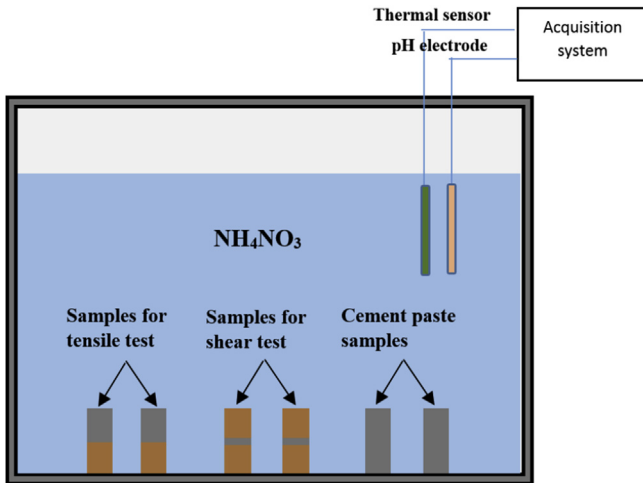 Thermal sensor
pH electrode
Acquisition
system
NH₄NO₃
Samples for
tensile test
Samples for
shear test
Cement paste
samples